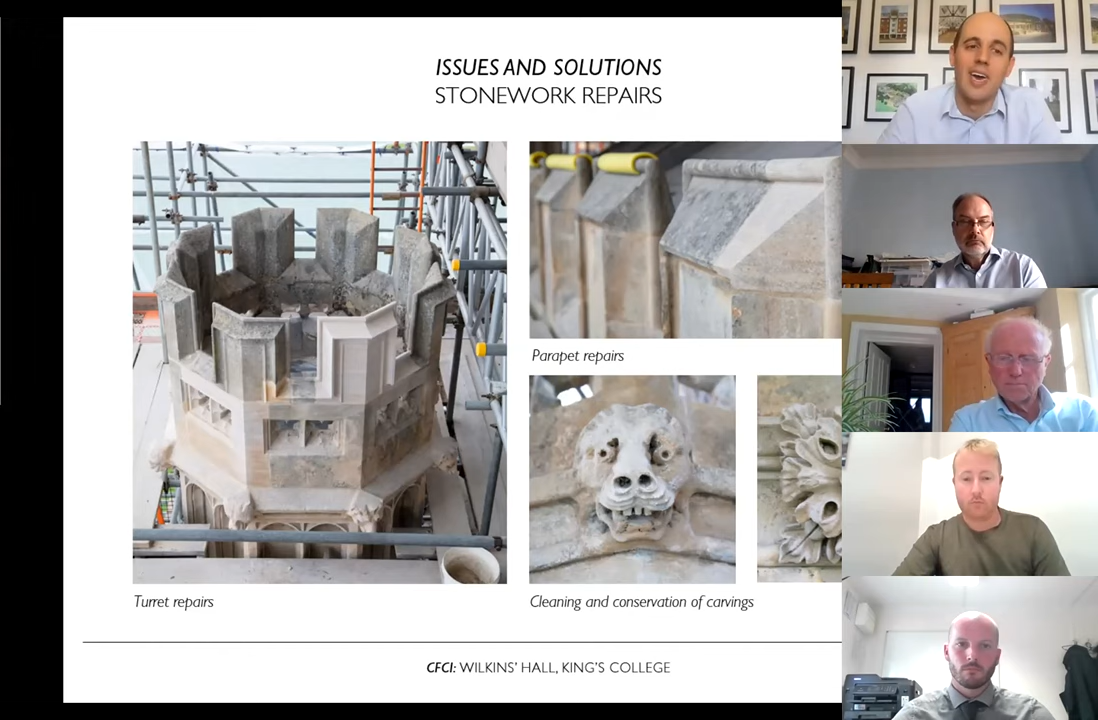 ISSUES AND SOLUTIONS
STONEWORK REPAIRS
Parapet repairs
Turret repairs
Cleaning and conservation of carvings
CFCI: WILKINS' HALL, KING'S COLLEGE